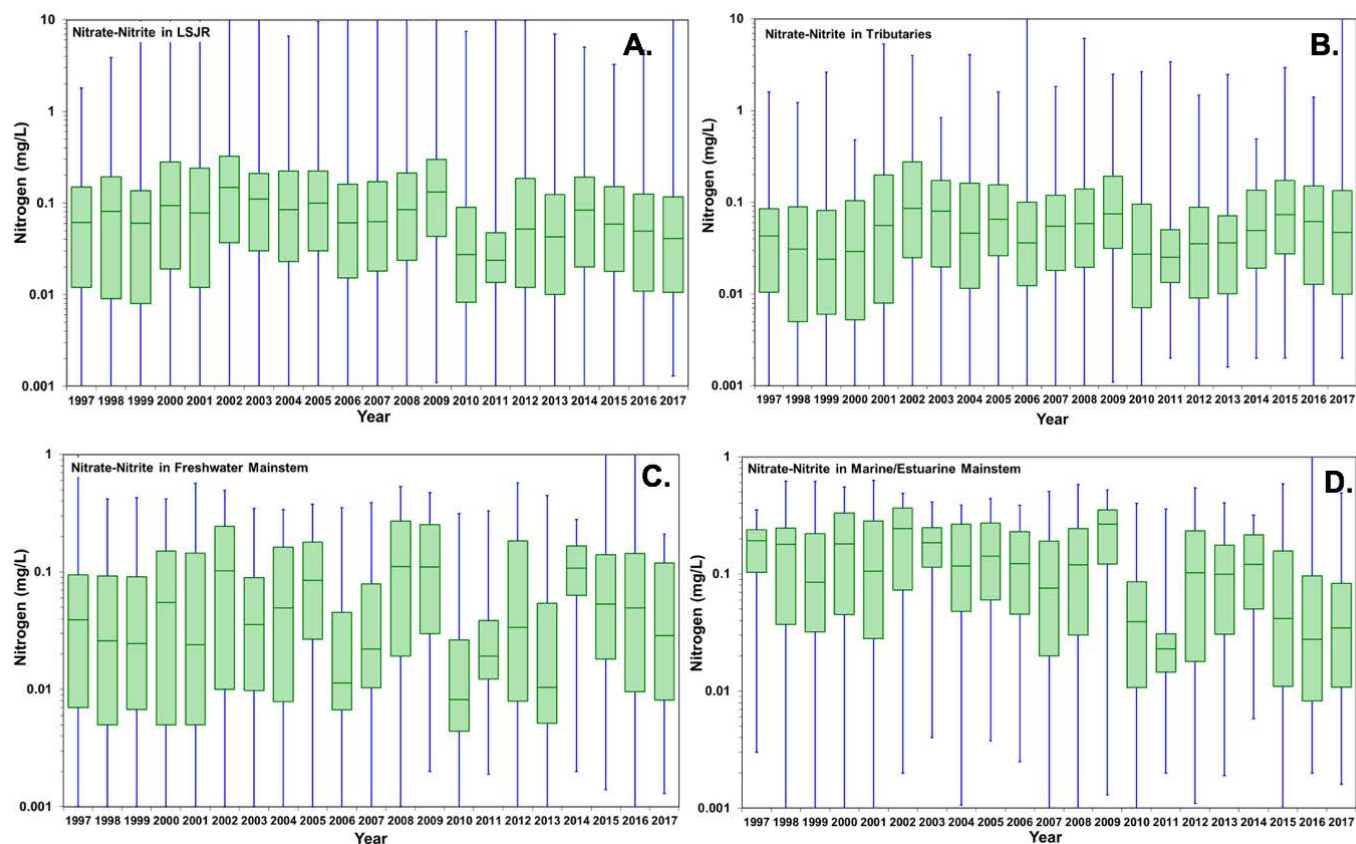 Nitrate-Nitrite in LSJR
A.
10
1
0.1
0.01
0.001
Nitrogen (mg/L)
1997 1998 1999 2000 2001 2002 2003 2004 2005 2006 2007 2008 2009 2010 2011 2012 2013 2014 2015 2016 2017
Year
Nitrate-Nitrite in Tributaries
B.
10
1
0.1
0.01
0.001
Nitrogen (mg/L)
1997 1998 1999 2000 2001 2002 2003 2004 2005 2006 2007 2008 2009 2010 2011 2012 2013 2014 2015 2016 2017
Year
Nitrate-Nitrite in Freshwater Mainstem
C.
1
0.1
0.01
0.001
Nitrogen (mg/L)
1997 1998 1999 2000 2001 2002 2003 2004 2005 2006 2007 2008 2009 2010 2011 2012 2013 2014 2015 2016 2017
Year
Nitrate-Nitrite in Marine/Estuarine Mainstem
D.
1
0.1
0.01
0.001
Nitrogen (mg/L)
1997 1998 1999 2000 2001 2002 2003 2004 2005 2006 2007 2008 2009 2010 2011 2012 2013 2014 2015 2016 2017
Year